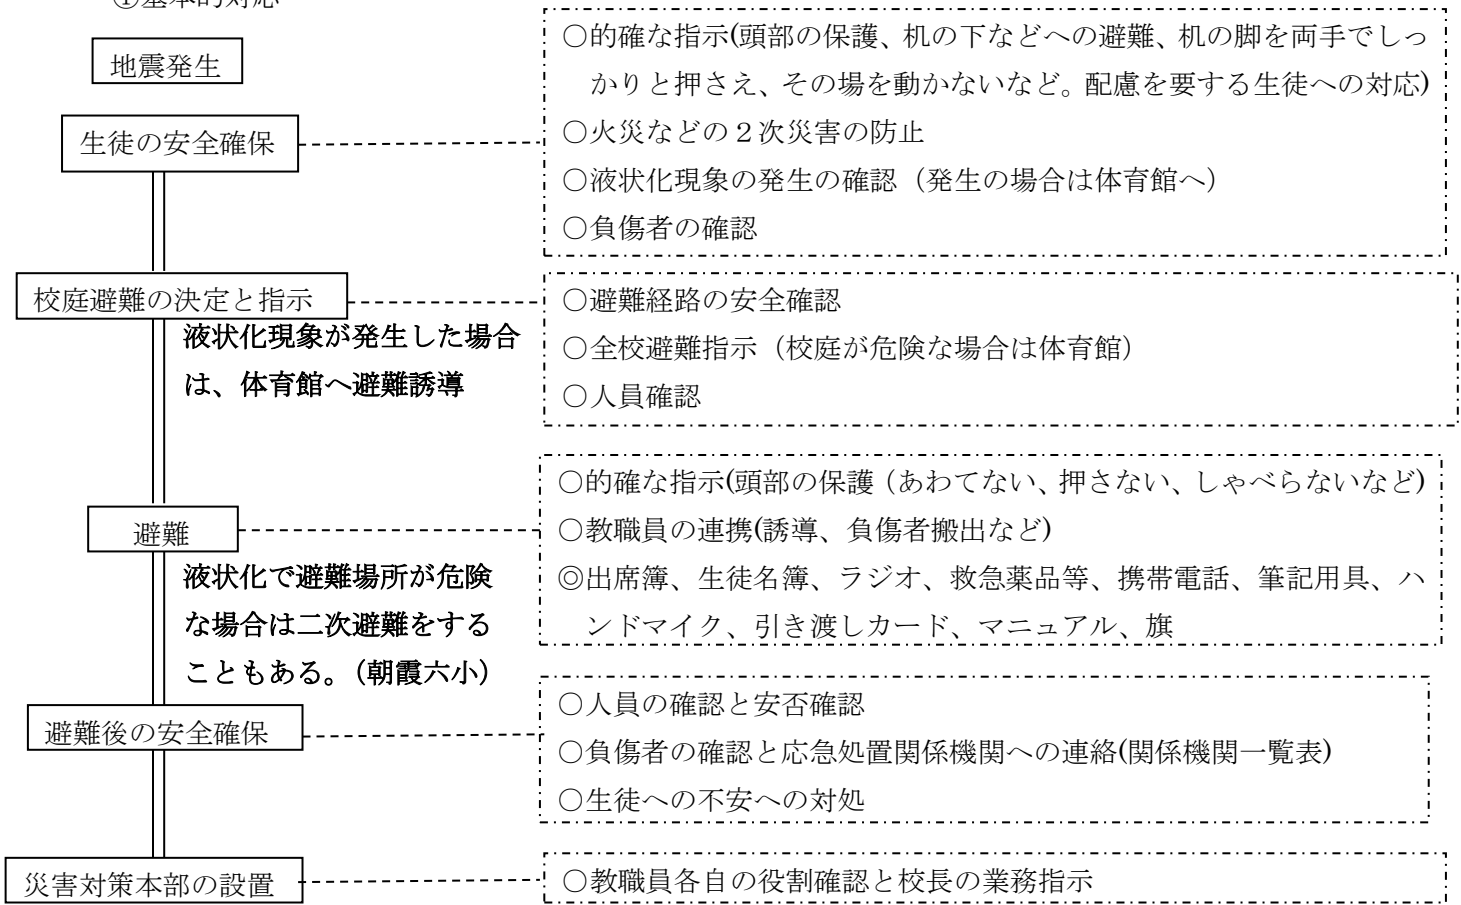 ①基本的対応
地震発生
○的確な指示(頭部の保護、机の下などへの避難、机の脚を両手でしっ
かりと押さえ、その場を動かないなど。配慮を要する生徒への対応)
生徒の安全確保
○火災などの２次災害の防止
○液状化現象の発生の確認（発生の場合は体育館へ）
○負傷者の確認
校庭避難の決定と指示
○避難経路の安全確認
液状化現象が発生した場合
は、体育館へ避難誘導
○全校避難指示（校庭が危険な場合は体育館）
○人員確認
避難
○的確な指示(頭部の保護（あわてない、押さない、しゃべらないなど)
○教職員の連携(誘導、負傷者搬出など)
◎出席簿、生徒名簿、ラジオ、救急薬品等、携帯電話、筆記用具、ハ
ンドマイク、引き渡しカード、マニュアル、旗
液状化で避難場所が危険
な場合は二次避難をする
こともある。（朝霞六小）
避難後の安全確保
○人員の確認と安否確認
○負傷者の確認と応急処置関係機関への連絡(関係機関一覧表)
○生徒への不安への対処
災害対策本部の設置
○教職員各自の役割確認と校長の業務指示